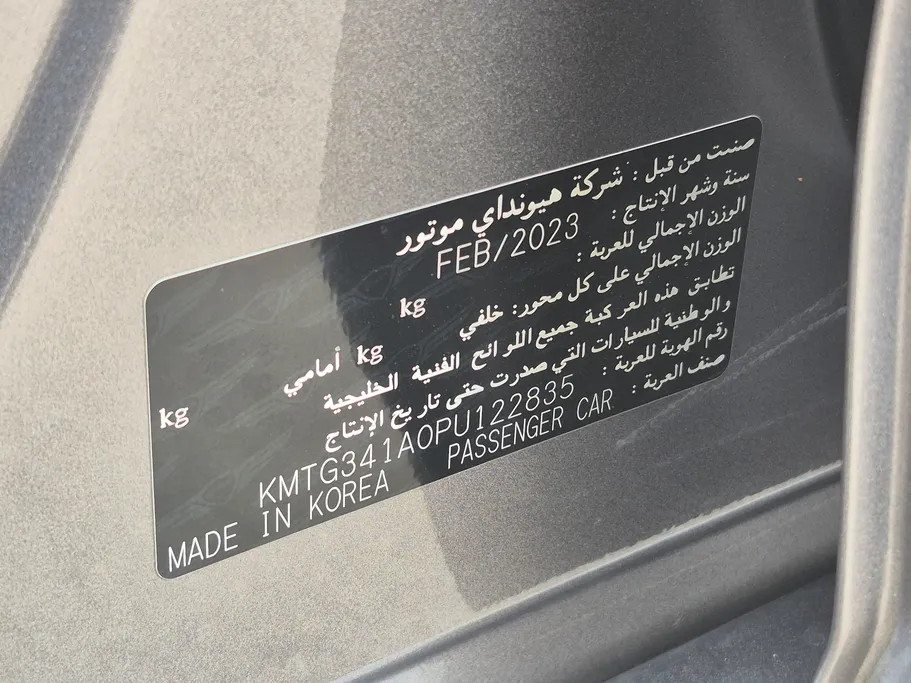 صنعت من قبل : شركة هيونداي موتور
سنة وشهر الإنتاج : FEB/2023
الوزن الإجمالي للعربة : kg
الوزن الإجمالي على كل محور: خلفي kg أمامي kg
تطابق هذه المركبة جميع اللوائح الفنية الخليجية
والوطنية للسيارات التي صدرت حتى تاريخ الإنتاج
رقم الهوية للعربة : KMTG341A0PU122835
صنف العربة : PASSENGER CAR
MADE IN KOREA